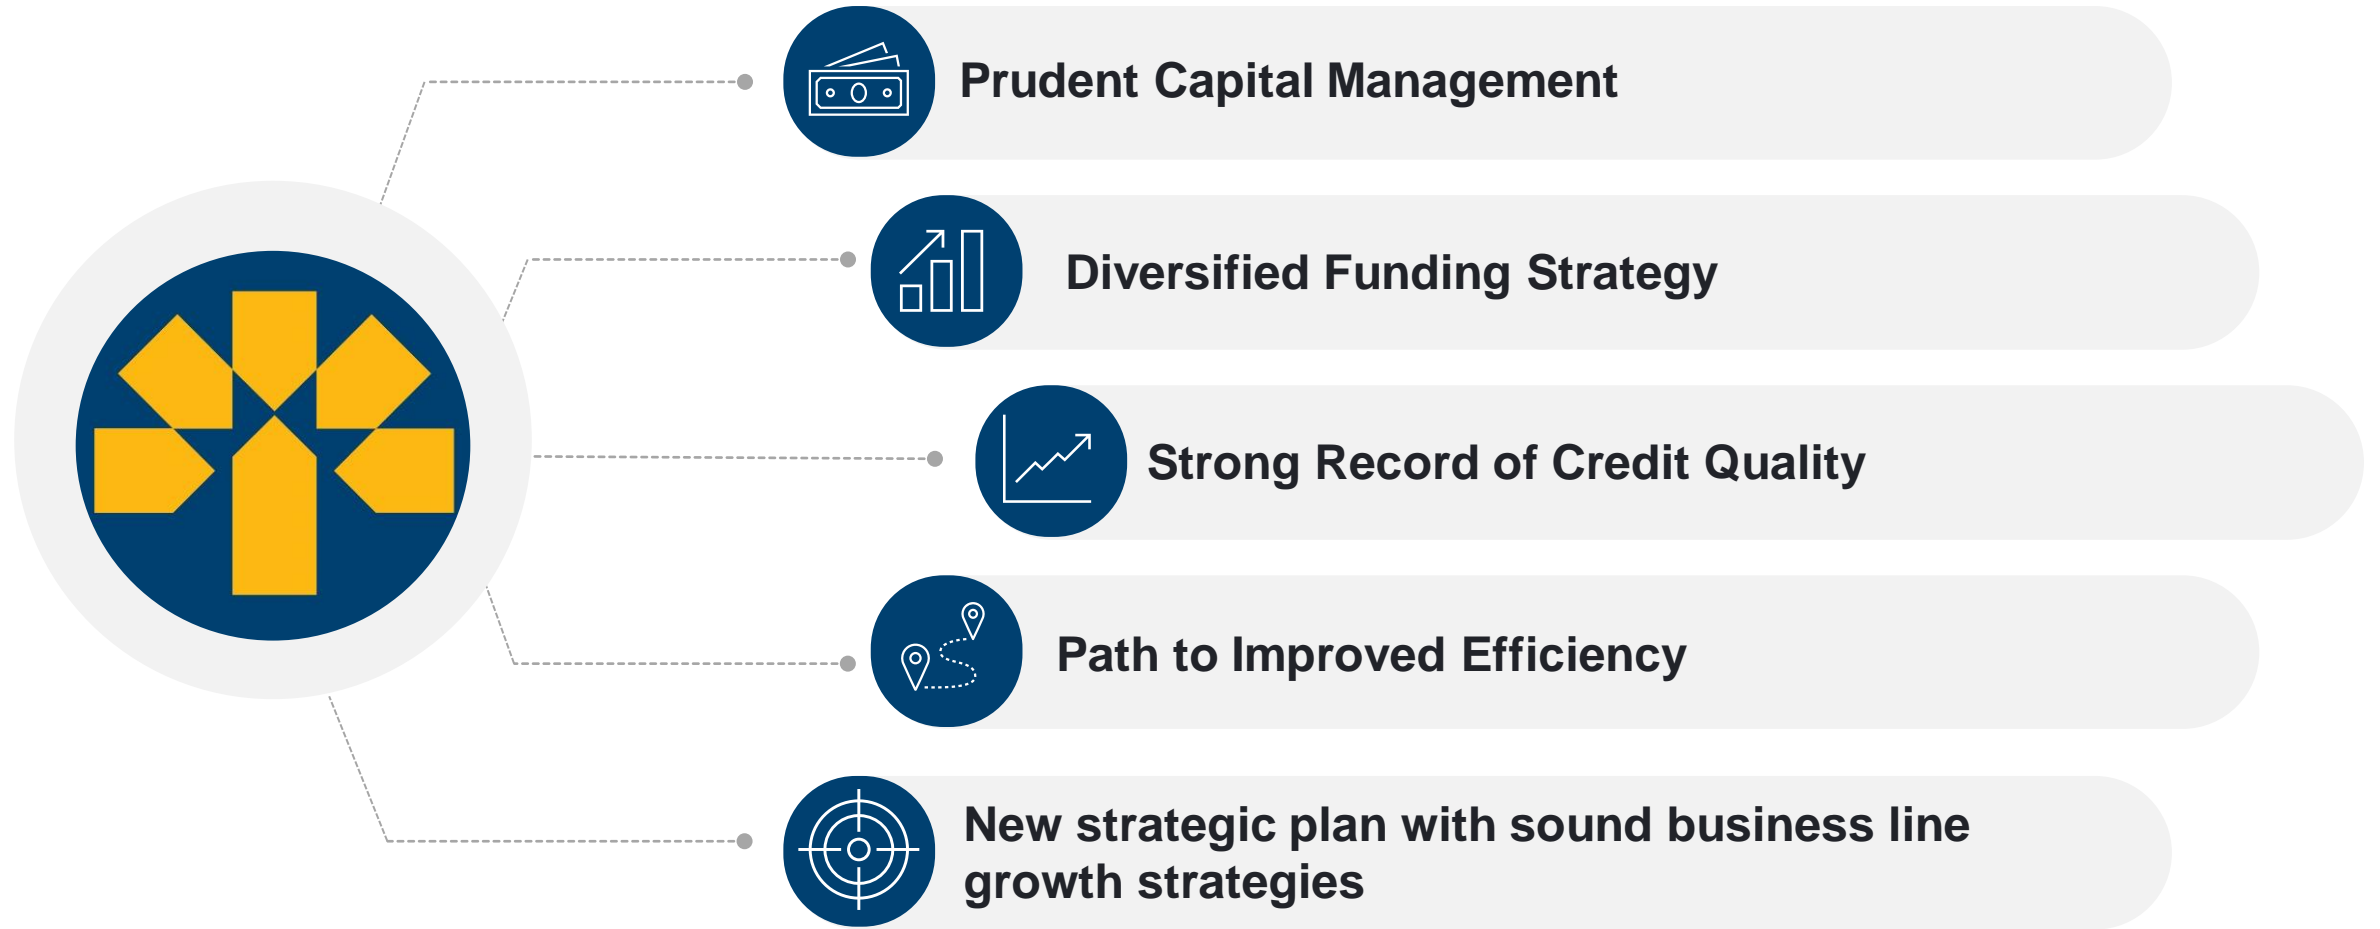 Prudent Capital Management
Diversified Funding Strategy
Strong Record of Credit Quality
Path to Improved Efficiency
New strategic plan with sound business line
growth strategies